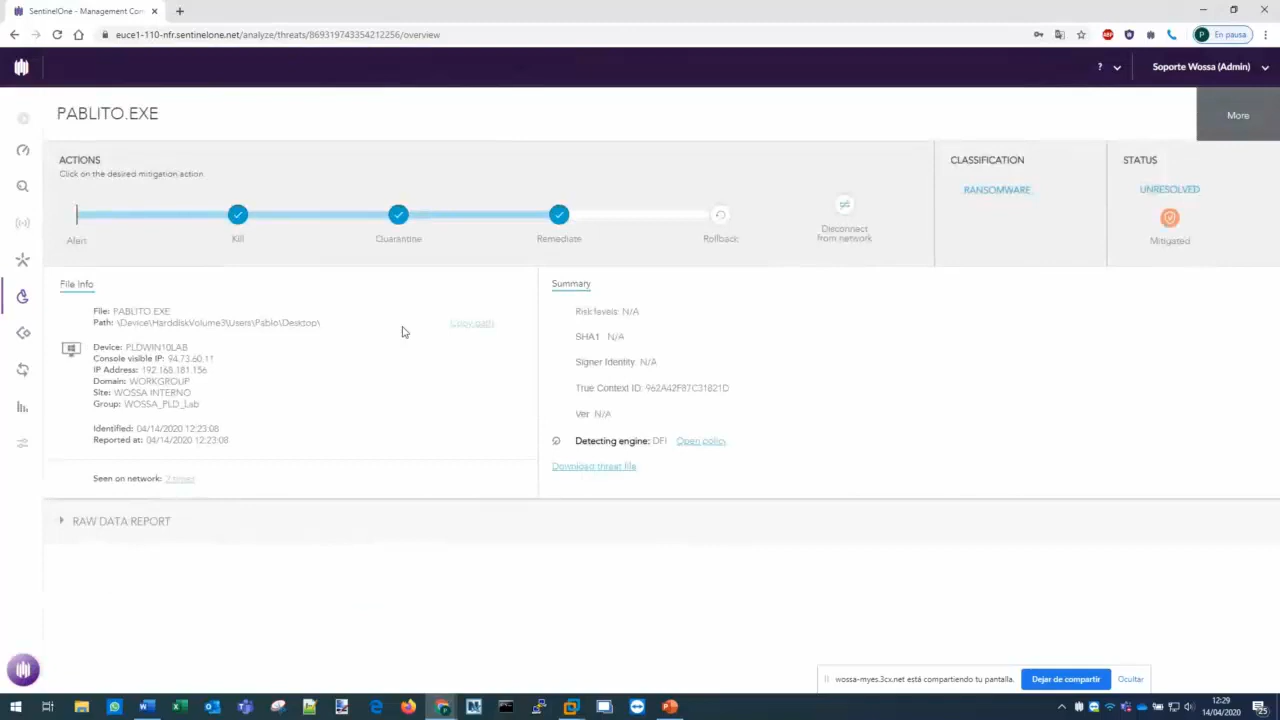 SentinelOne - Management Con
euce1-110-nfr.sentinelone.net/analyze/threats/869319743354212256/overview
ABP
P En pausa
?
Soporte Wossa (Admin)
PABLITO.EXE
More
ACTIONS
Click on the desired mitigation action
Alert
Kill
Quarantine
Remediate
Rollback
Disconnect
from network
CLASSIFICATION
RANSOMWARE
STATUS
UNRESOLVED
Mitigated
File Info
File: PABLITO.EXE
Path: \Device\HarddiskVolume3\Users\Pablo\Desktop\
Copy path
Device: PLDWIN10LAB
Console visible IP: 94.73.60.11
IP Address: 192.168.181.156
Domain: WORKGROUP
Site: WOSSA INTERNO
Group: WOSSA_PLD_Lab
Identified: 04/14/2020 12:23:08
Reported at: 04/14/2020 12:23:08
Seen on network:
Summary
Risk levels: N/A
SHA1 N/A
Signer Identity N/A
True Context ID: 962A42F87C31821D
Ver N/A
Detecting engine: DFI Open policy
Download threat file
RAW DATA REPORT
wossa-myes.3cx.net está compartiendo tu pantalla.
Dejar de compartir
Ocultar
12:29
14/04/2020
25